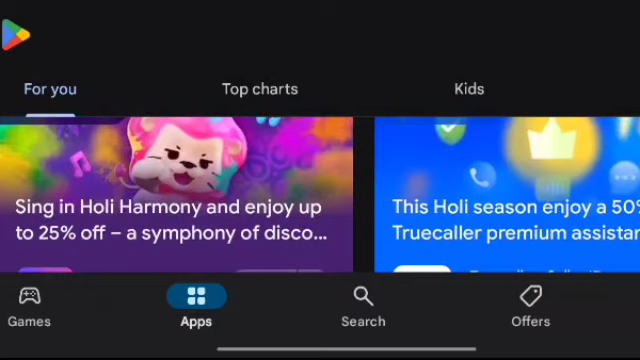 For you
Top charts
Kids
Sing in Holi Harmony and enjoy up
to 25% off – a symphony of disco...
This Holi season enjoy a 50%
Truecaller premium
Games
Apps
Search
Offers